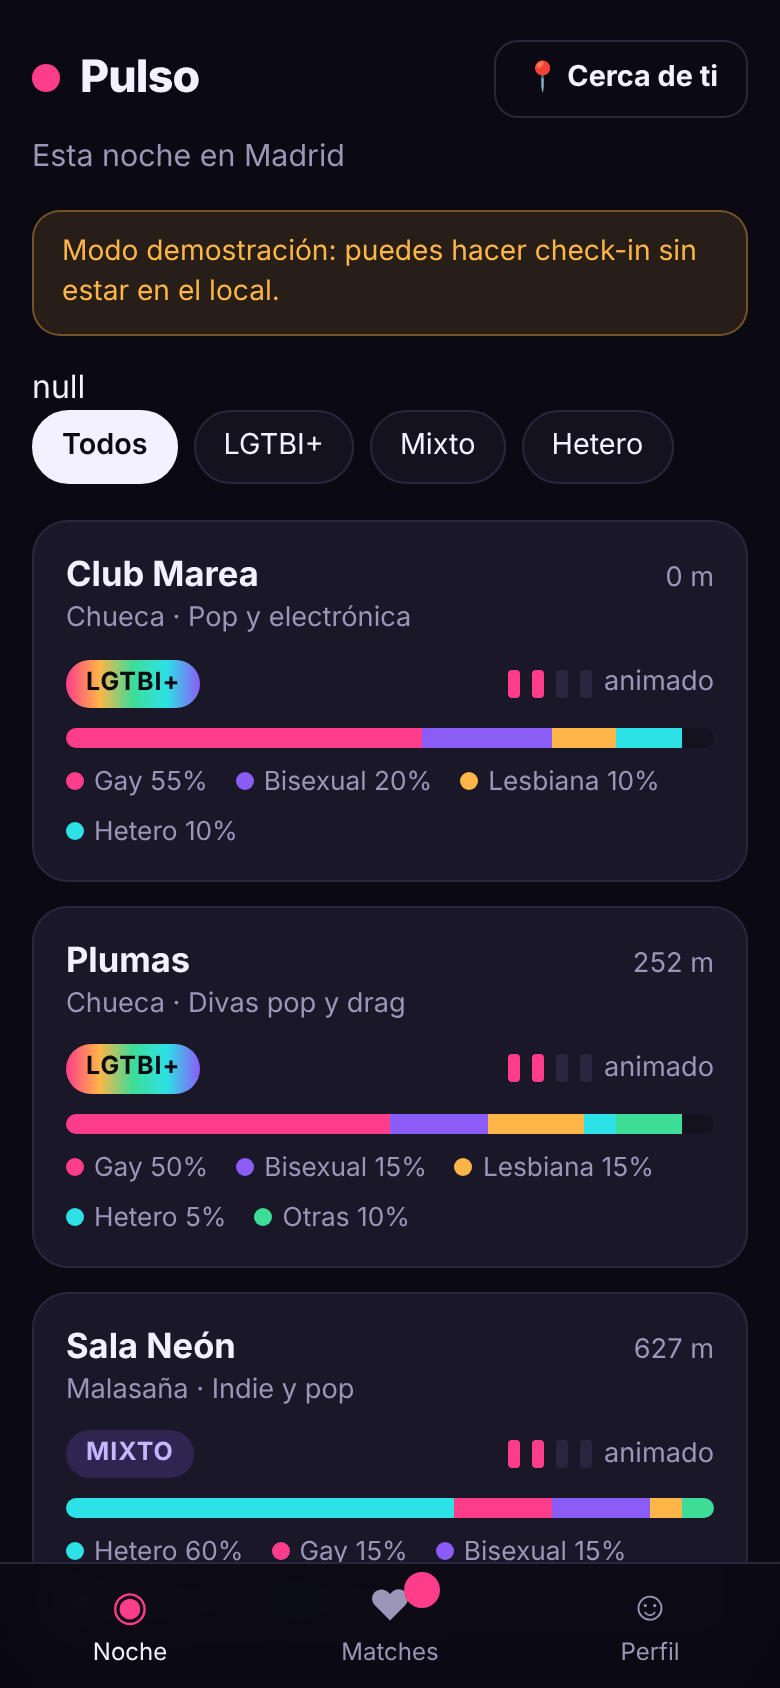 Pulso
📍 Cerca de ti
Esta noche en Madrid
Modo demostración: puedes hacer check-in sin
estar en el local.
null
Todos
LGTBI+
Mixto
Hetero
Club Marea
0 m
Chueca · Pop y electrónica
LGTBI+
animado
Gay 55%
Bisexual 20%
Lesbiana 10%
Hetero 10%
Plumas
252 m
Chueca · Divas pop y drag
LGTBI+
animado
Gay 50%
Bisexual 15%
Lesbiana 15%
Hetero 5%
Otras 10%
Sala Neón
627 m
Malasaña · Indie y pop
MIXTO
animado
Hetero 60%
Gay 15%
Bisexual 15%
Noche
Matches
Perfil